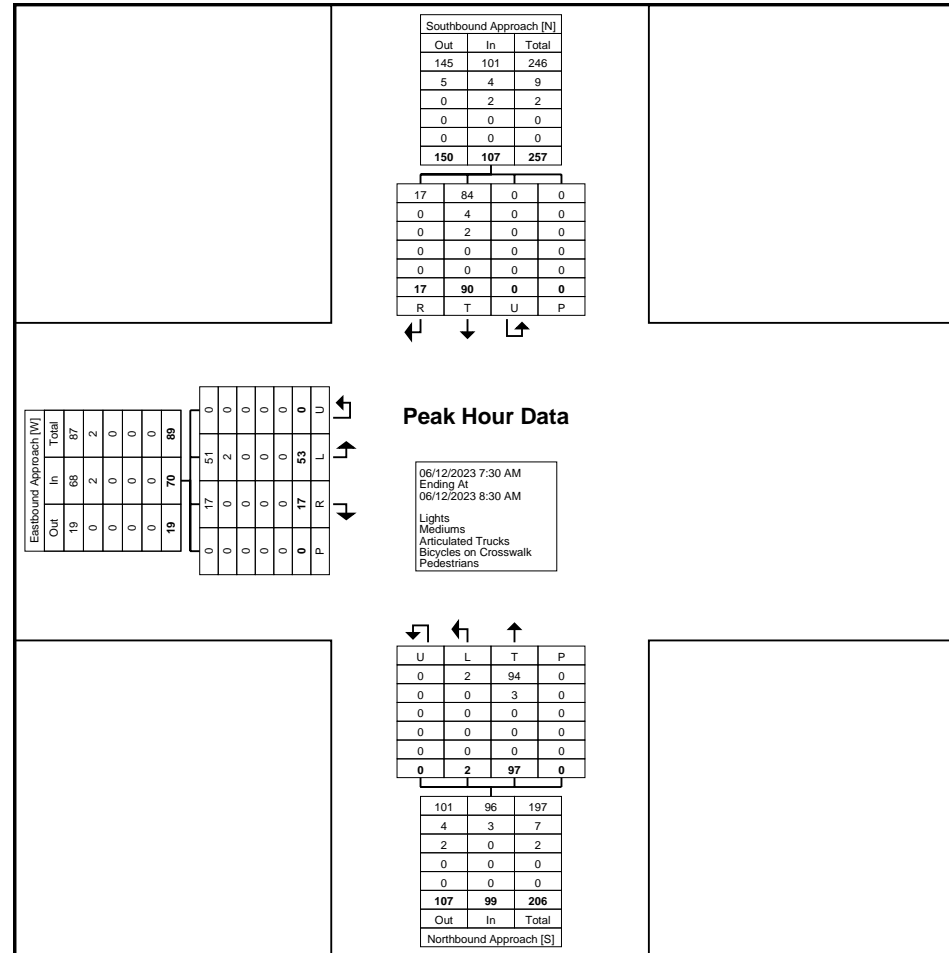 Southbound Approach [N]
Out In Total
145 101 246
5 4 9
0 2 2
0 0 0
0 0 0
150 107 257
17 84 0 0
0 4 0 0
0 2 0 0
0 0 0 0
0 0 0 0
17 90 0 0
R T U P
Eastbound Approach [W]
Out In Total
19 68 87
0 2 2
0 0 0
0 0 0
0 0 0
19 70 89
0 17 51 0
0 0 2 0
0 0 0 0
0 0 0 0
0 0 0 0
0 17 53 0
P R L U
Peak Hour Data
06/12/2023 7:30 AM
Ending At
06/12/2023 8:30 AM
Lights
Mediums
Articulated Trucks
Bicycles on Crosswalk
Pedestrians
U L T P
0 2 94 0
0 0 3 0
0 0 0 0
0 0 0 0
0 0 0 0
0 2 97 0
101 96 197
4 3 7
2 0 2
0 0 0
0 0 0
107 99 206
Out In Total
Northbound Approach [S]